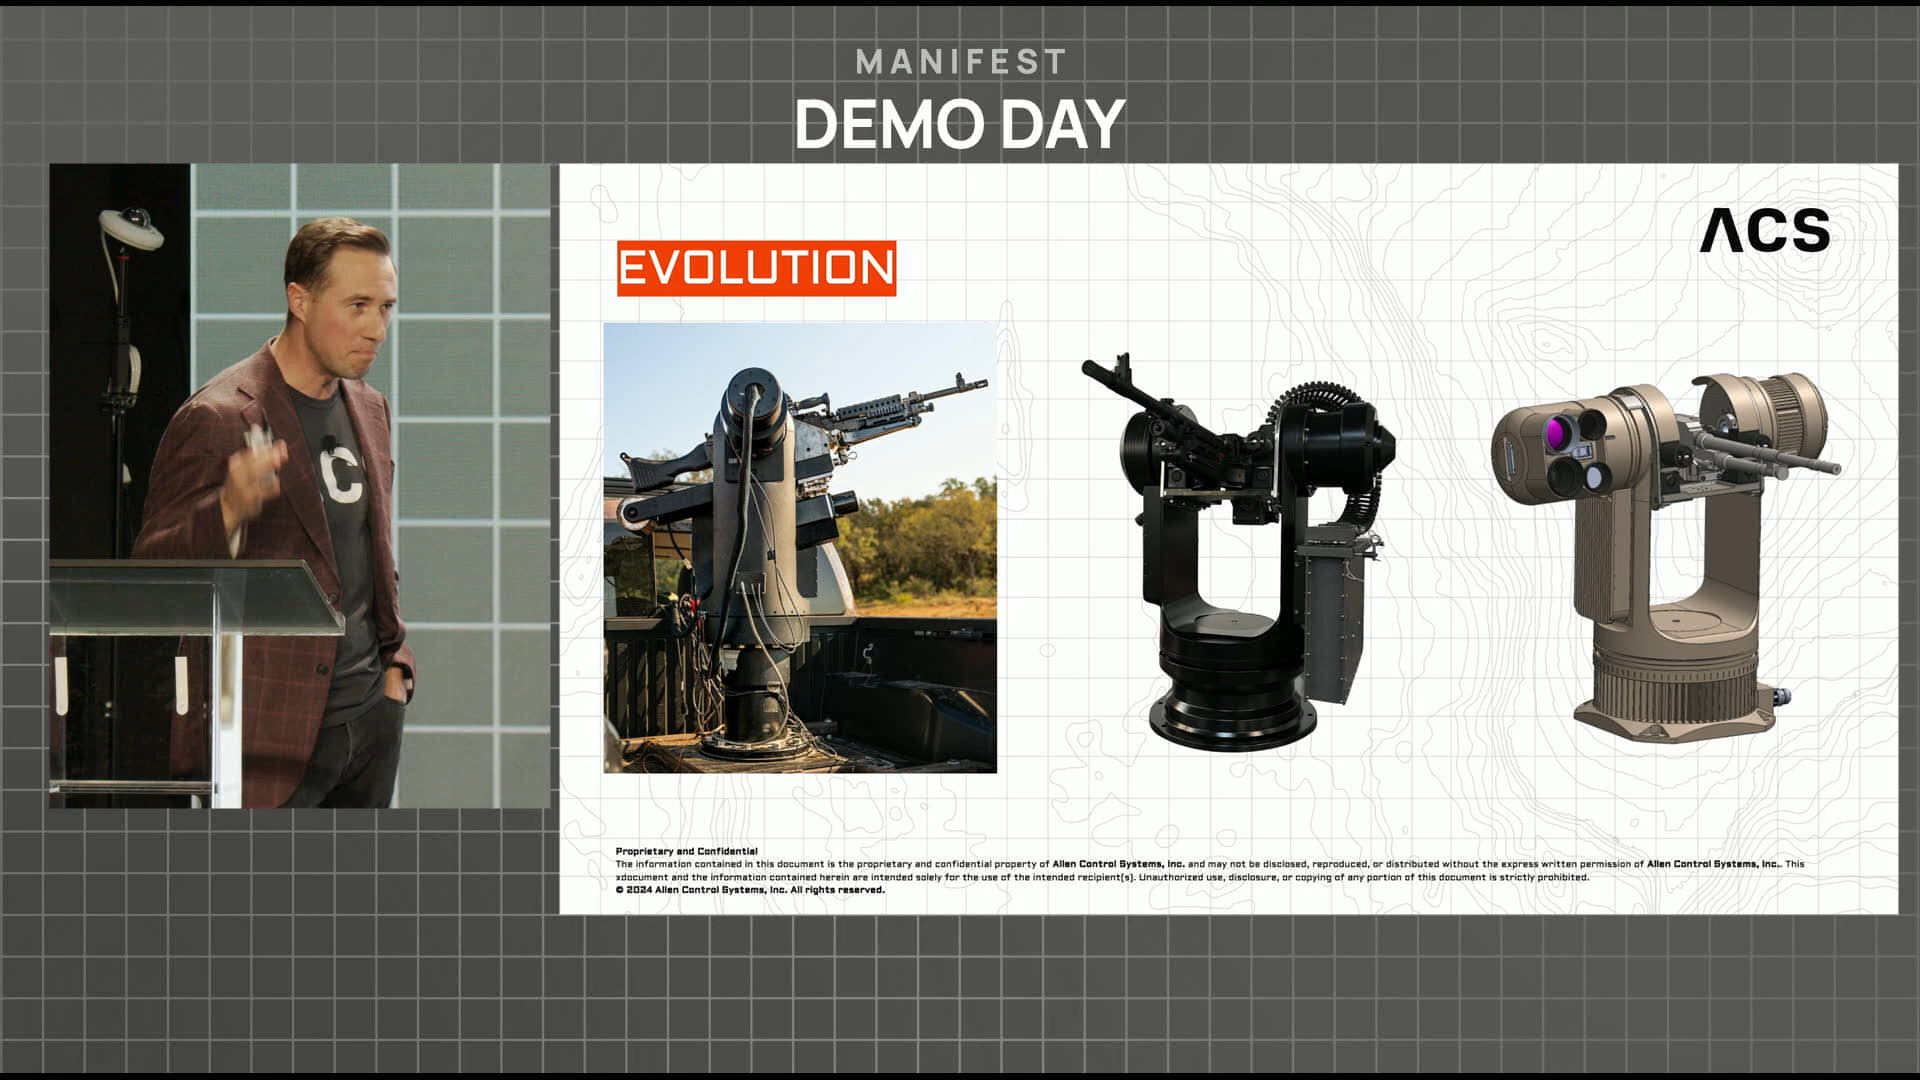 MANIFEST
DEMO DAY
ACS
EVOLUTION
C
Proprietary and Confidential
The information contained in this document is the proprietary and confidential property of Allen Control Systems, Inc. and may not be disclosed, reproduced, or distributed without the express written permission of Allen Control Systems, Inc.. This
xdocument and the information contained herein are intended solely for the use of the intended recipient(s). Unauthorized use, disclosure, or copying of any portion of this document is strictly prohibited.
© 2024 Allen Control Systems, Inc. All rights reserved.